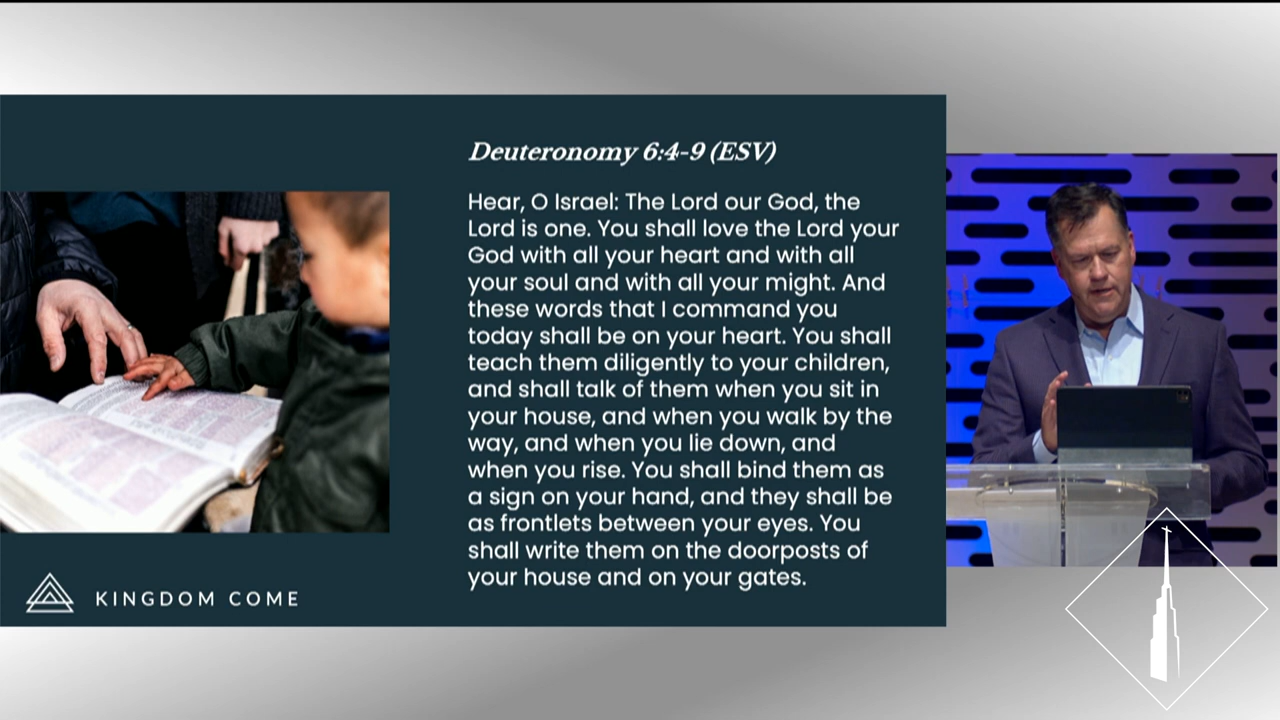 Deuteronomy 6:4-9 (ESV)
Hear, O Israel: The Lord our God, the
Lord is one. You shall love the Lord your
God with all your heart and with all
your soul and with all your might. And
these words that I command you
today shall be on your heart. You shall
teach them diligently to your children,
and shall talk of them when you sit in
your house, and when you walk by the
way, and when you lie down, and
when you rise. You shall bind them as
a sign on your hand, and they shall be
as frontlets between your eyes. You
shall write them on the doorposts of
your house and on your gates.
KINGDOM COME